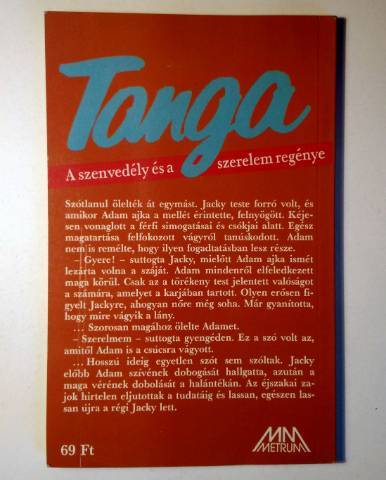 Tanga
A szenvedély és a szerelem regénye
Szótlanul ölelték át egymást. Jacky teste forró volt, és
amikor Adam ajka a mellét érintette, felnyögött. Kéje-
sen vonaglott a férfi simogatásai és csókjai alatt. Egész
magatartása felfokozott vágyról tanúskodott. Adam
nem is remélte, hogy ilyen fogadtatásban lesz része.
– Gyere! – suttogta Jacky, mielőtt Adam ajka ismét
lezárta volna a száját. Adam mindenről elfeledkezett
maga körül. Csak az a törékeny test jelentett valóságot
a számára, amelyet a karjában tartott. Olyen erősen fi-
gyelt Jackyre, ahogyan nőre még soha. Már gyanította,
hogy mire vágyik a lány.
... Szorosan magához ölelte Adamet.
– Szerelmem – suttogta gyengéden. Ez a szó volt az,
amitől Adam is a csúcsra vágyott.
... Hosszú ideig egyetlen szót sem szóltak. Jacky
előbb Adam szívének dobogását hallgatta, azután a
maga vérének dobolását a halántékán. Az éjszakai za-
jok hirtelen eljutottak a tudatáig és lassan, egészen las-
san újra a régi Jacky lett.
69 Ft
MM
METRUM